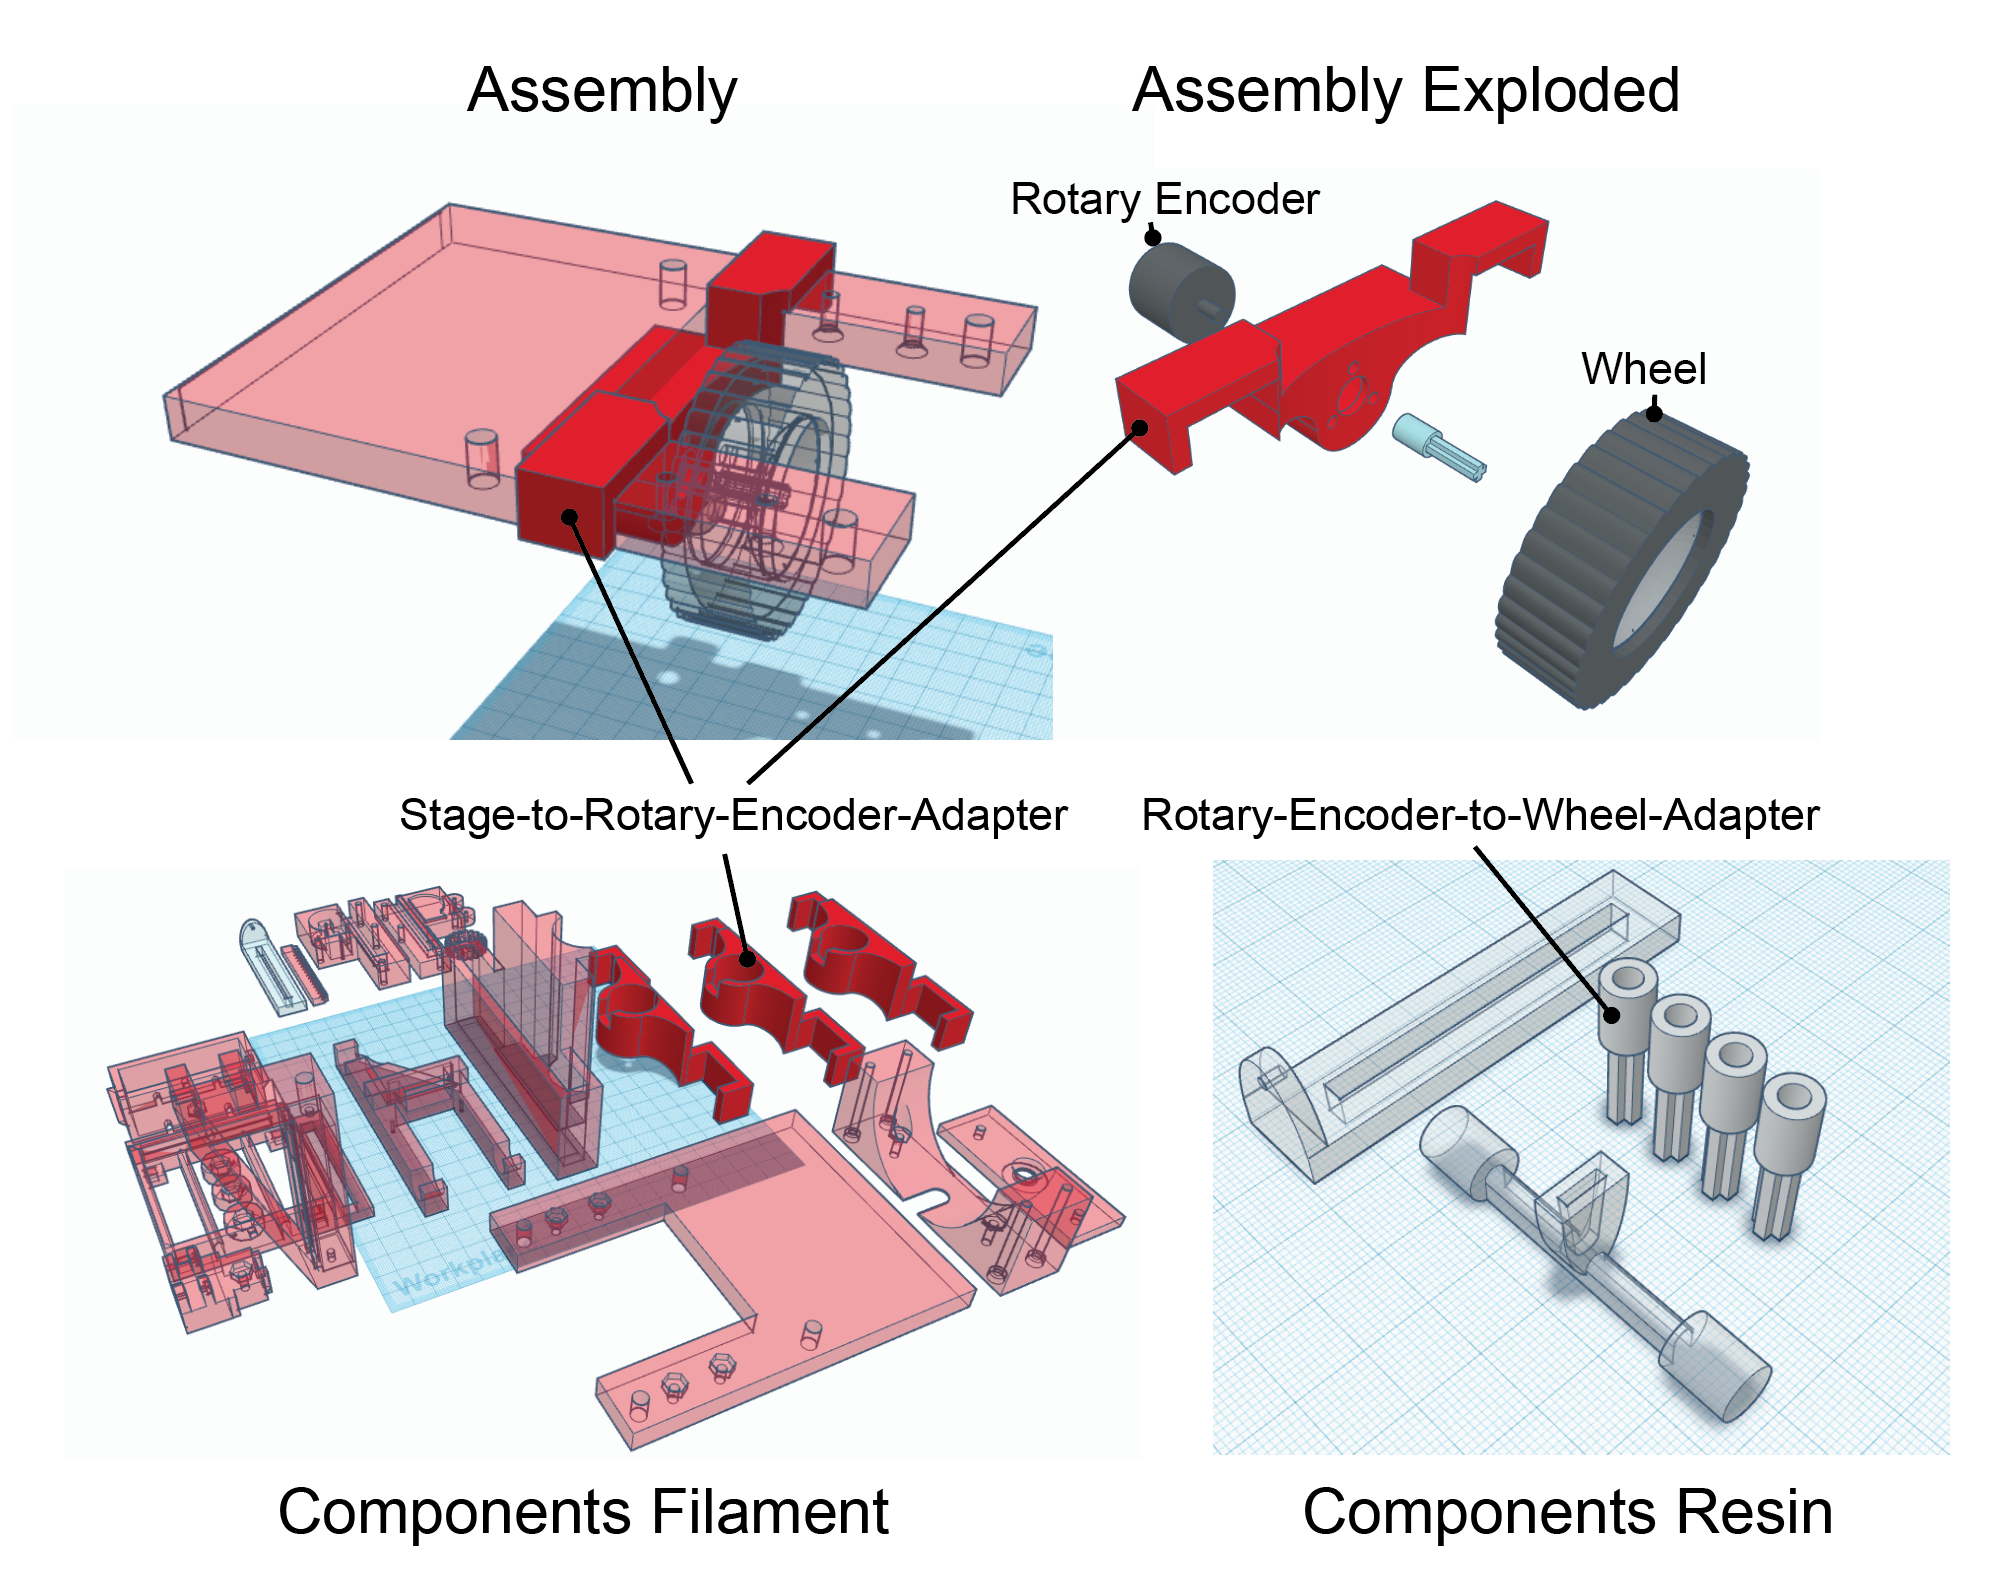 Assembly
Assembly Exploded
Rotary Encoder
Wheel
Stage-to-Rotary-Encoder-Adapter
Rotary-Encoder-to-Wheel-Adapter
Components Filament
Components Resin